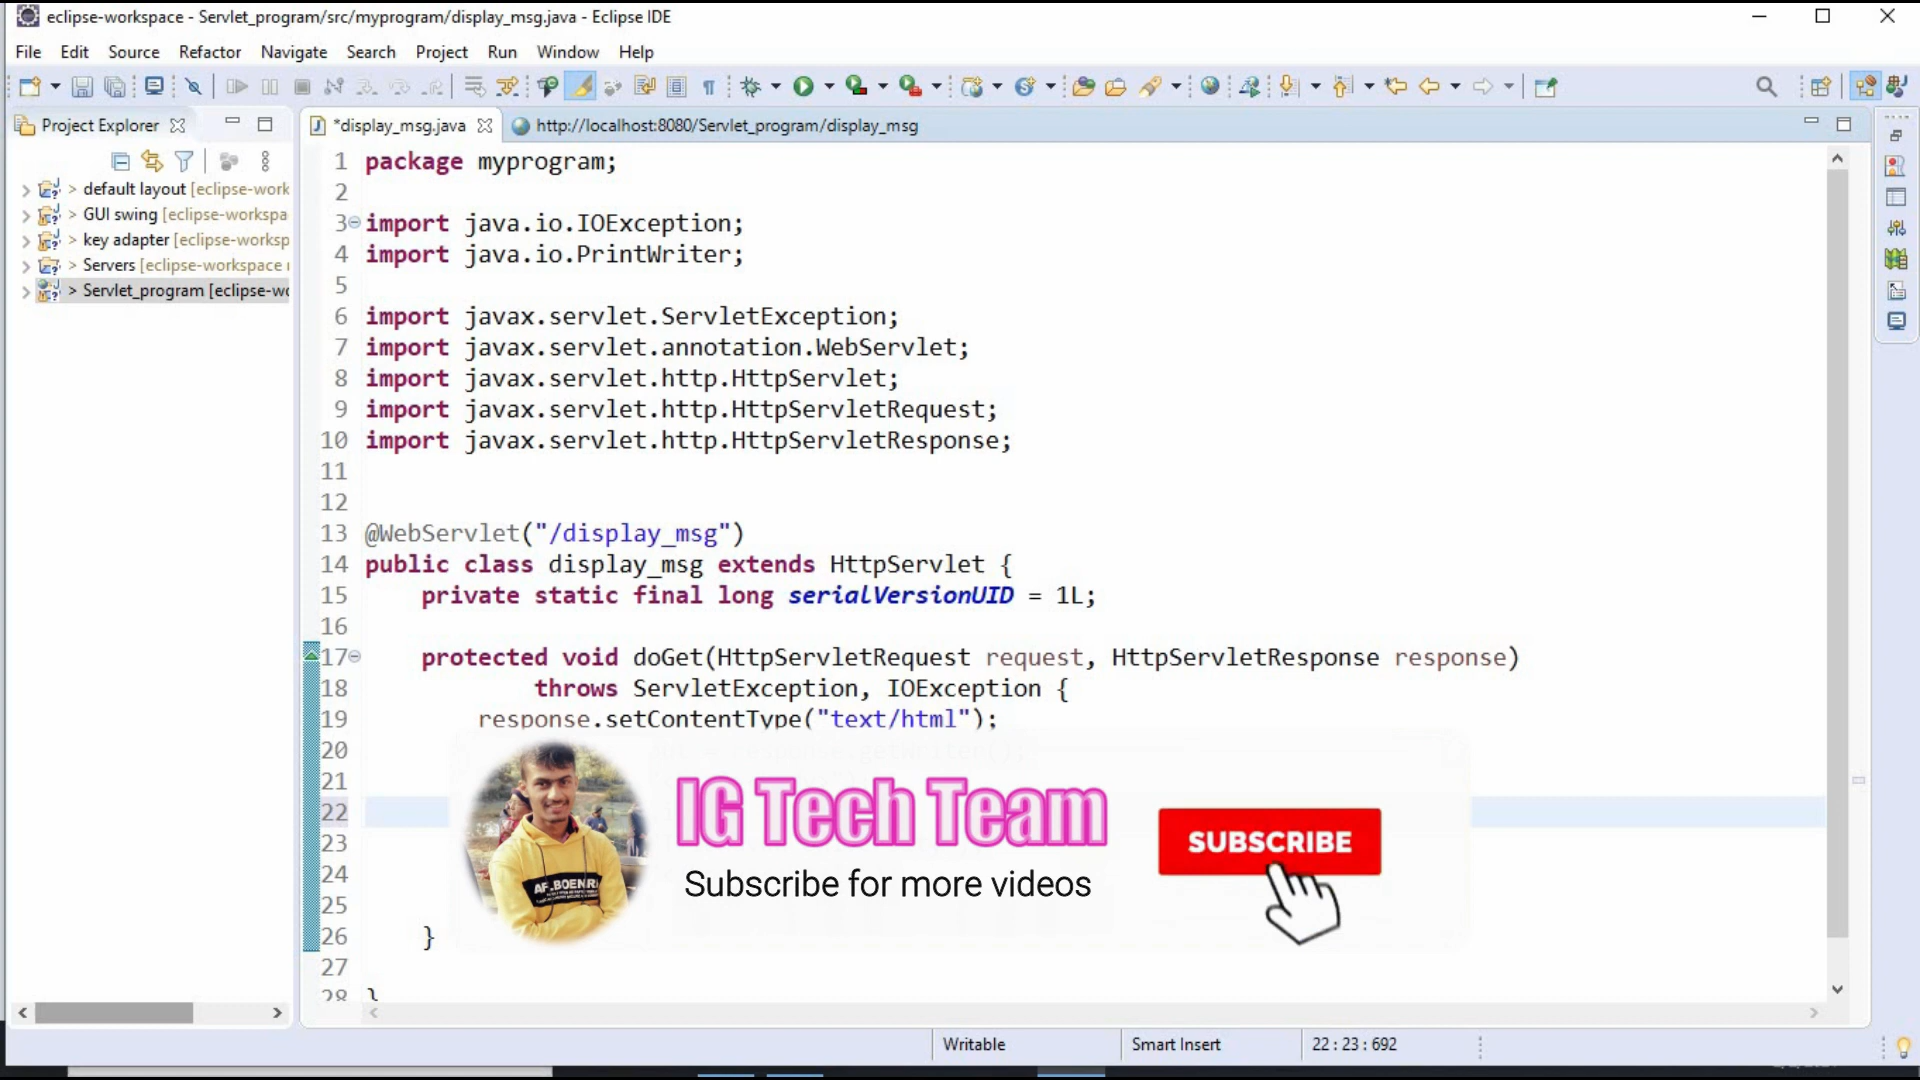 eclipse-workspace - Servlet_program/src/myprogram/display_msg.java - Eclipse IDE
File Edit Source Refactor Navigate Search Project Run Window Help
Project Explorer
*display_msg.java
http://localhost:8080/Servlet_program/display_msg
> default layout [eclipse-work
> GUI swing [eclipse-workspa
> key adapter [eclipse-worksp
> Servers [eclipse-workspace
> Servlet_program [eclipse-wo
1 package myprogram;
2
3 import java.io.IOException;
4 import java.io.PrintWriter;
5
6 import javax.servlet.ServletException;
7 import javax.servlet.annotation.WebServlet;
8 import javax.servlet.http.HttpServlet;
9 import javax.servlet.http.HttpServletRequest;
10 import javax.servlet.http.HttpServletResponse;
11
12
13 @WebServlet("/display_msg")
14 public class display_msg extends HttpServlet {
15 private static final long serialVersionUID = 1L;
16
17 protected void doGet(HttpServletRequest request, HttpServletResponse response)
18 throws ServletException, IOException {
19 response.setContentType("text/html");
20
21
22
23
24
25
26 }
27
28 }
AF.BOENRI
IG Tech Team
Subscribe for more videos
SUBSCRIBE
Writable
Smart Insert
22 : 23 : 692